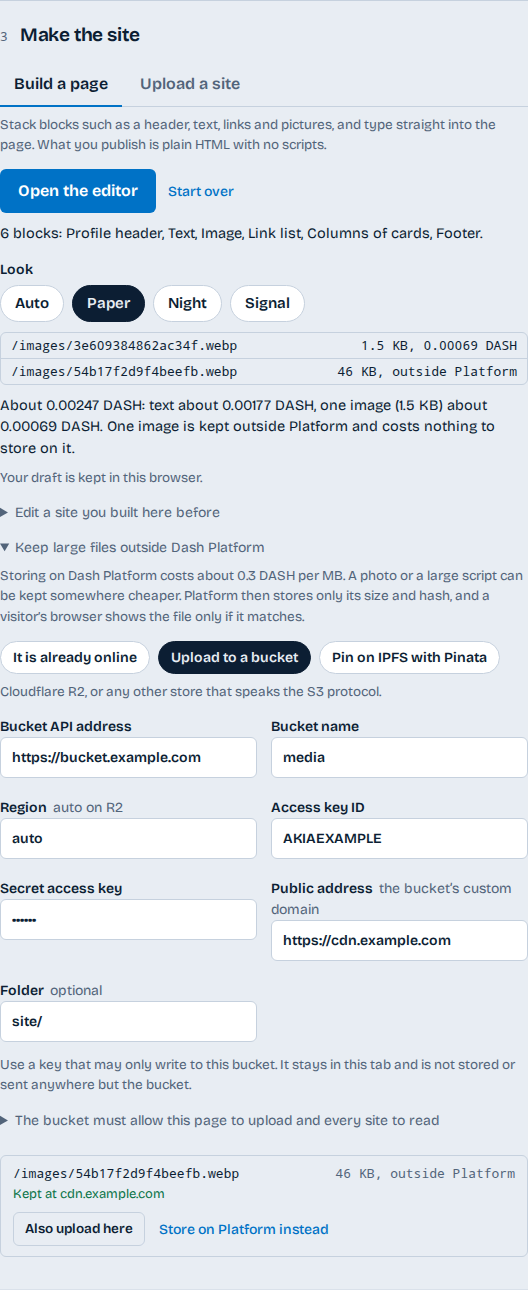 3 Make the site
Build a page Upload a site
Stack blocks such as a header, text, links and pictures, and type straight into the
page. What you publish is plain HTML with no scripts.
Open the editor Start over
6 blocks: Profile header, Text, Image, Link list, Columns of cards, Footer.
Look
Auto Paper Night Signal
/images/3e609384862ac34f.webp 1.5 KB, 0.00069 DASH
/images/54b17f2d9f4beefb.webp 46 KB, outside Platform
About 0.00247 DASH: text about 0.00177 DASH, one image (1.5 KB) about
0.00069 DASH. One image is kept outside Platform and costs nothing to
store on it.
Your draft is kept in this browser.
Edit a site you built here before
Keep large files outside Dash Platform
Storing on Dash Platform costs about 0.3 DASH per MB. A photo or a large script can
be kept somewhere cheaper. Platform then stores only its size and hash, and a
visitor's browser shows the file only if it matches.
It is already online Upload to a bucket Pin on IPFS with Pinata
Cloudflare R2, or any other store that speaks the S3 protocol.
Bucket API address Bucket name
https://bucket.example.com media
Region auto on R2 Access key ID
auto AKIAEXAMPLE
Secret access key Public address the bucket's custom
domain
https://cdn.example.com
Folder optional
site/
Use a key that may only write to this bucket. It stays in this tab and is not stored or
sent anywhere but the bucket.
The bucket must allow this page to upload and every site to read
/images/54b17f2d9f4beefb.webp 46 KB, outside Platform
Kept at cdn.example.com
Also upload here Store on Platform instead